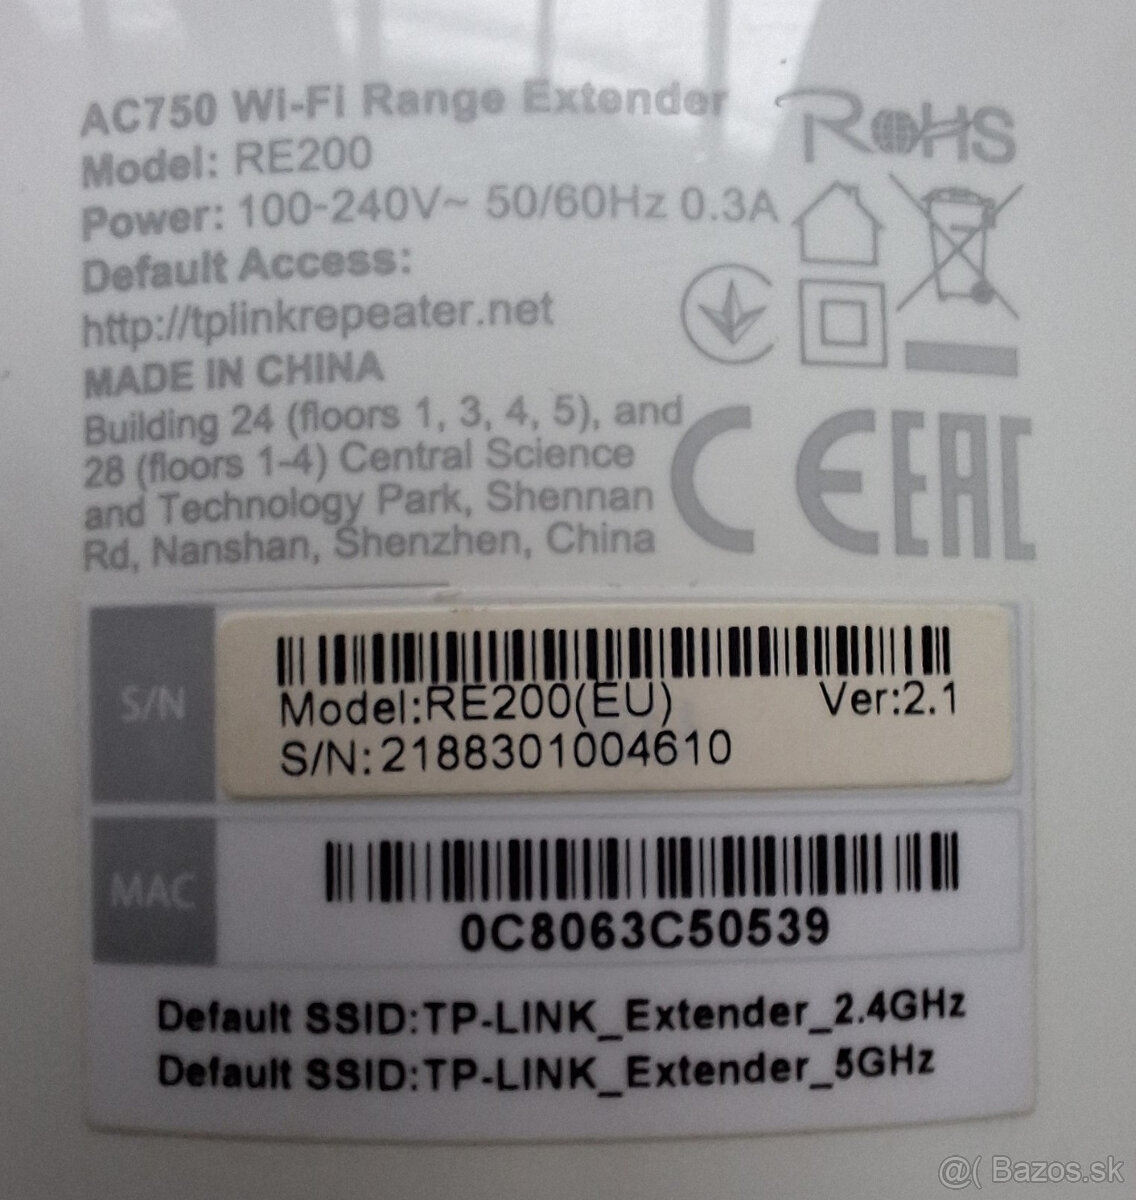 AC750 Wi-Fi Range Extender
RoHS
Model: RE200
Power: 100-240V~ 50/60Hz 0.3A
Default Access:
http://tplinkrepeater.net
MADE IN CHINA
Building 24 (floors 1, 3, 4, 5), and
28 (floors 1-4) Central Science
and Technology Park, Shennan
Rd, Nanshan, Shenzhen, China
CE EAC
S/N
Model:RE200(EU) Ver:2.1
S/N:2188301004610
MAC
0C8063C50539
Default SSID:TP-LINK_Extender_2.4GHz
Default SSID:TP-LINK_Extender_5GHz
@( Bazos.sk